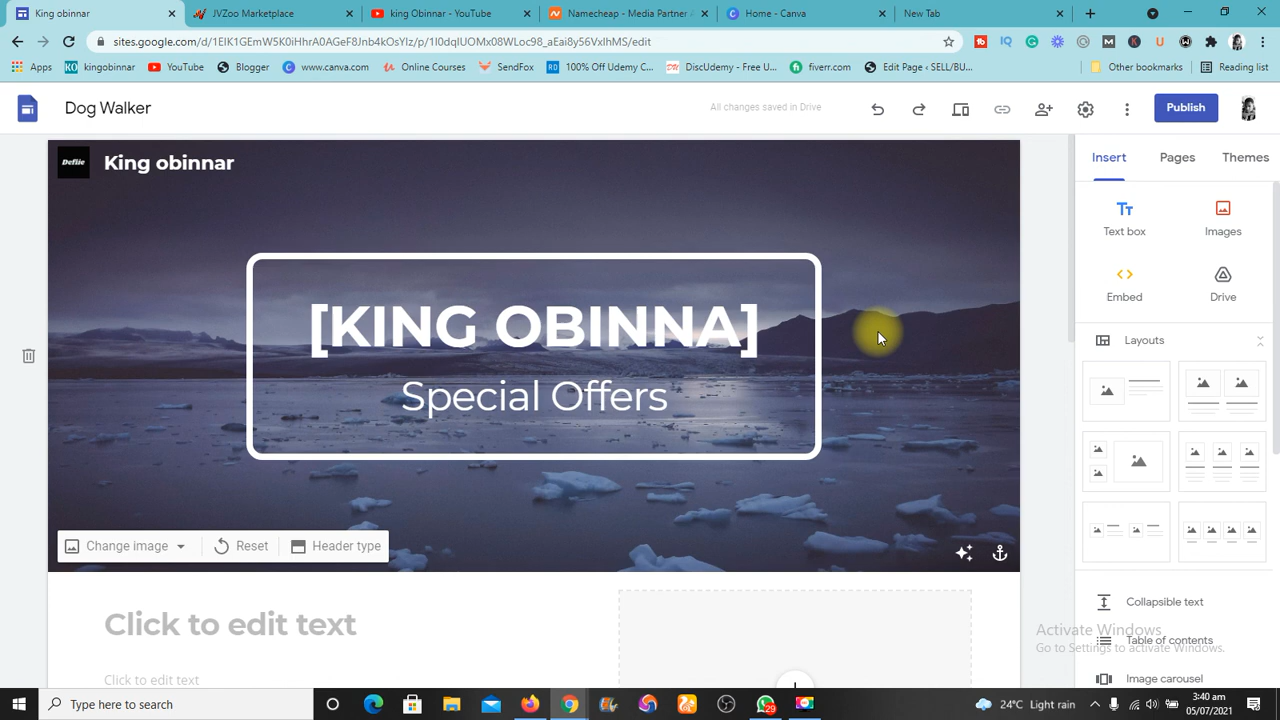 King obinnar
JVZoo Marketplace
king Obinnar - YouTube
Namecheap - Media Partner A
Home - Canva
New Tab
sites.google.com/d/1EIK1GEmW5K0iHhrA0AGeF8Jnb4kOsYlz/p/1I0dqlUOMx08WLoc98_aEai8y56VxIhMS/edit
Apps
kingobinnar
YouTube
Blogger
www.canva.com
Online Courses
SendFox
100% Off Udemy C...
DiscUdemy - Free U...
fiverr.com
Edit Page ‹ SELL/BU...
Other bookmarks
Reading list
Dog Walker
All changes saved in Drive
Publish
Defiie
King obinnar
Insert
Pages
Themes
Text box
Images
Embed
Drive
[KING OBINNA]
Special Offers
Layouts
Change image
Reset
Header type
Click to edit text
Click to edit text
Collapsible text
Table of contents
Image carousel
Activate Windows
Go to Settings to activate Windows.
Type here to search
29
24°C Light rain
3:40 am
05/07/2021